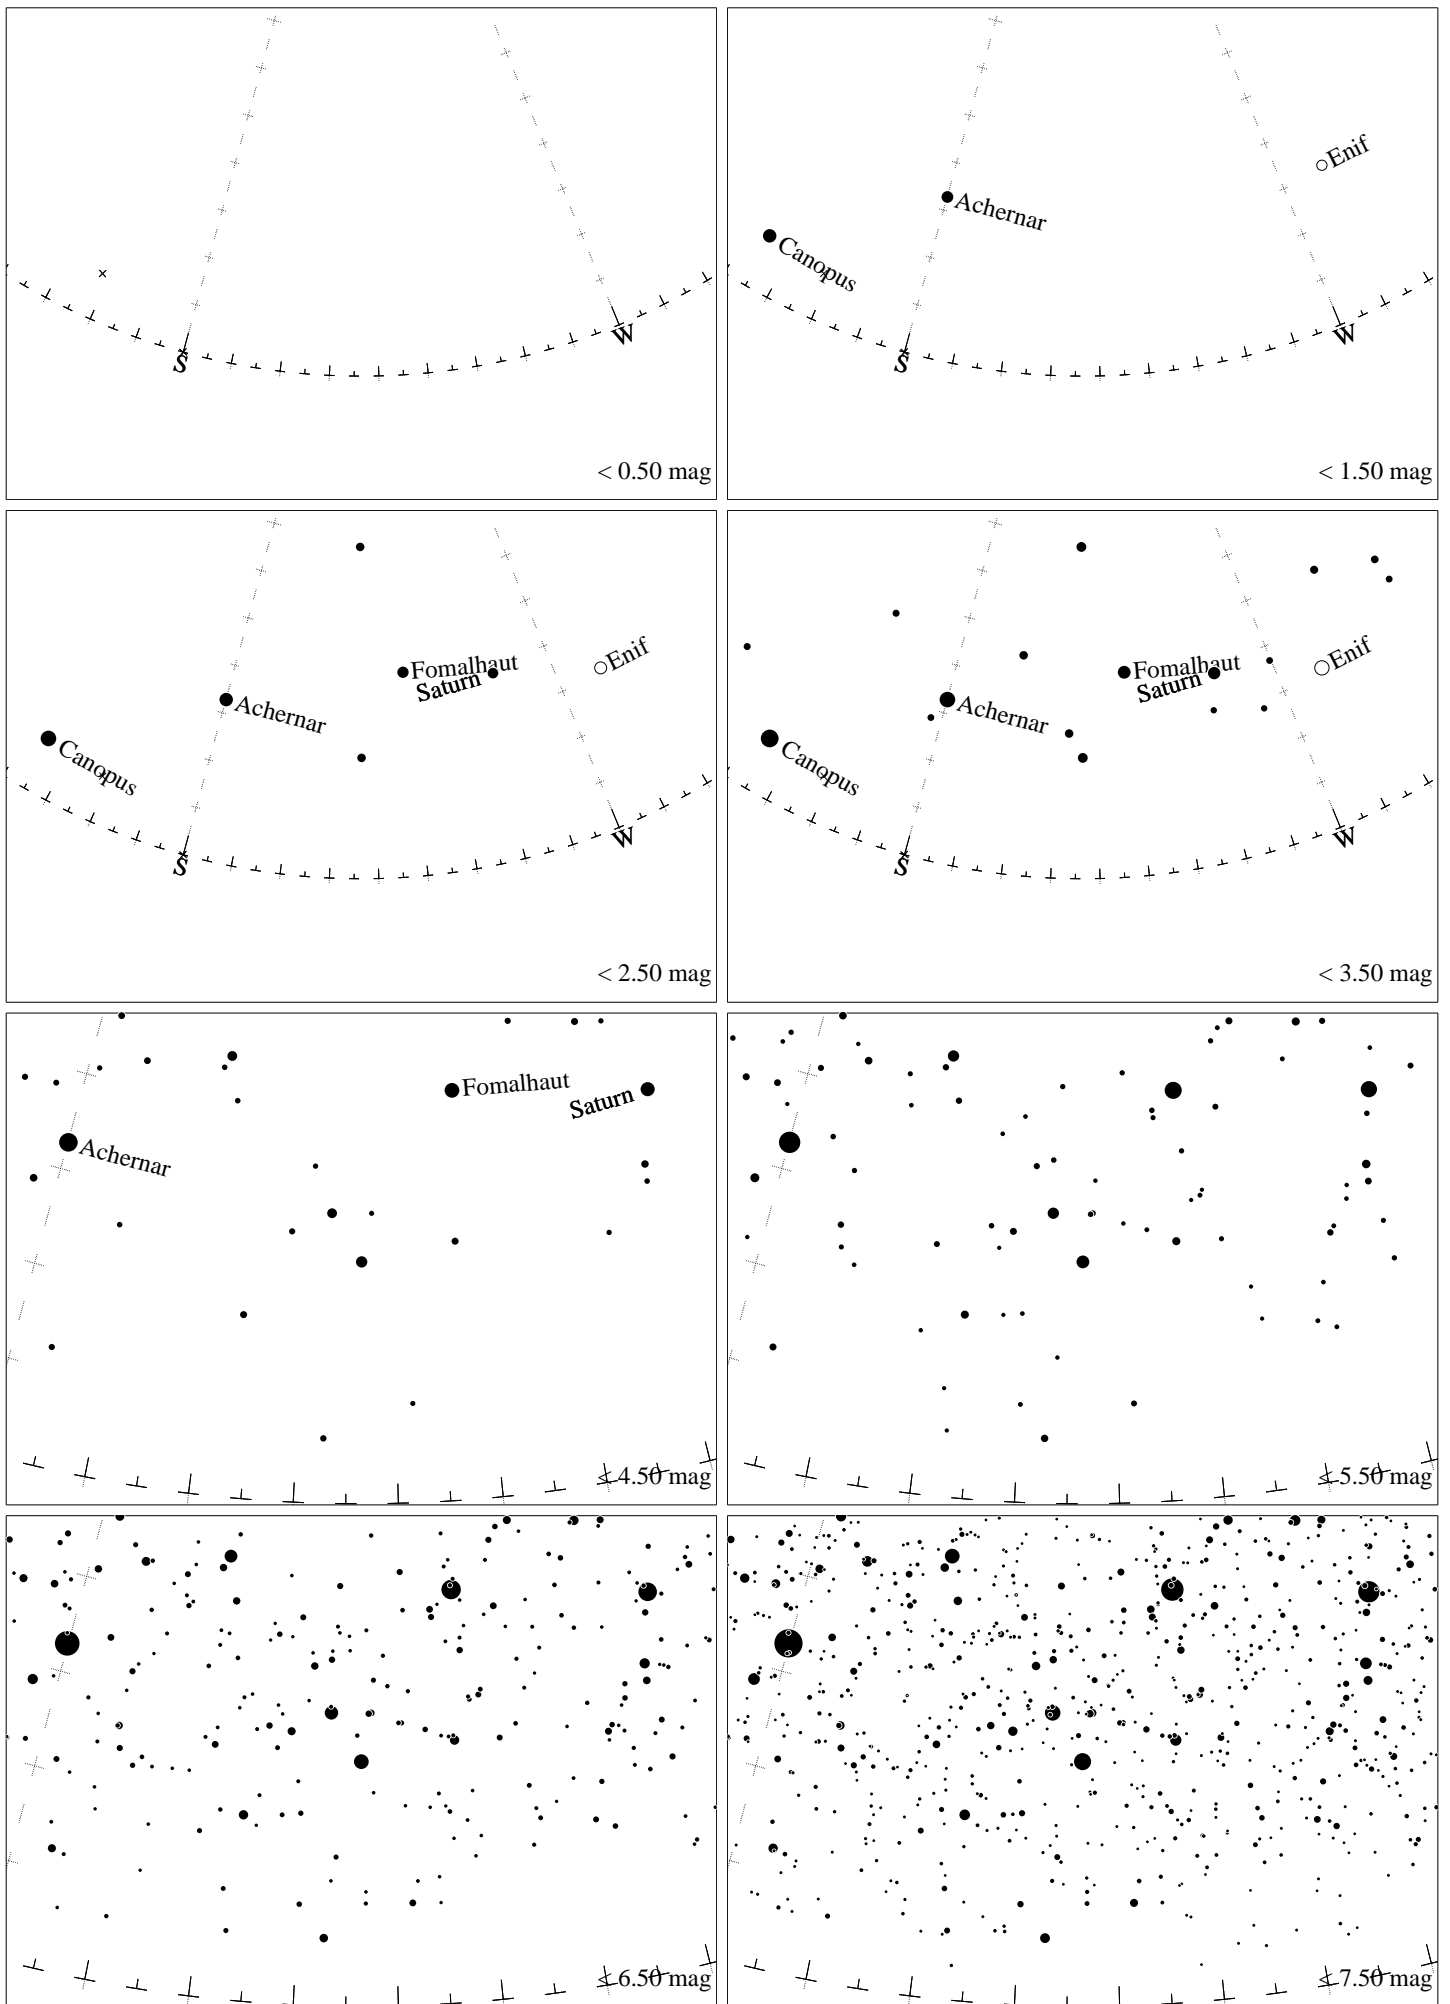 Enif
Achernar
Canopus
S
W
< 0.50 mag
S
W
< 1.50 mag
Enif
Fomalhaut
Saturn
Achernar
Canopus
S
W
< 2.50 mag
Enif
Fomalhaut
Saturn
Achernar
Canopus
S
W
< 3.50 mag
Fomalhaut
Saturn
Achernar
< 4.50 mag
< 5.50 mag
< 6.50 mag
< 7.50 mag